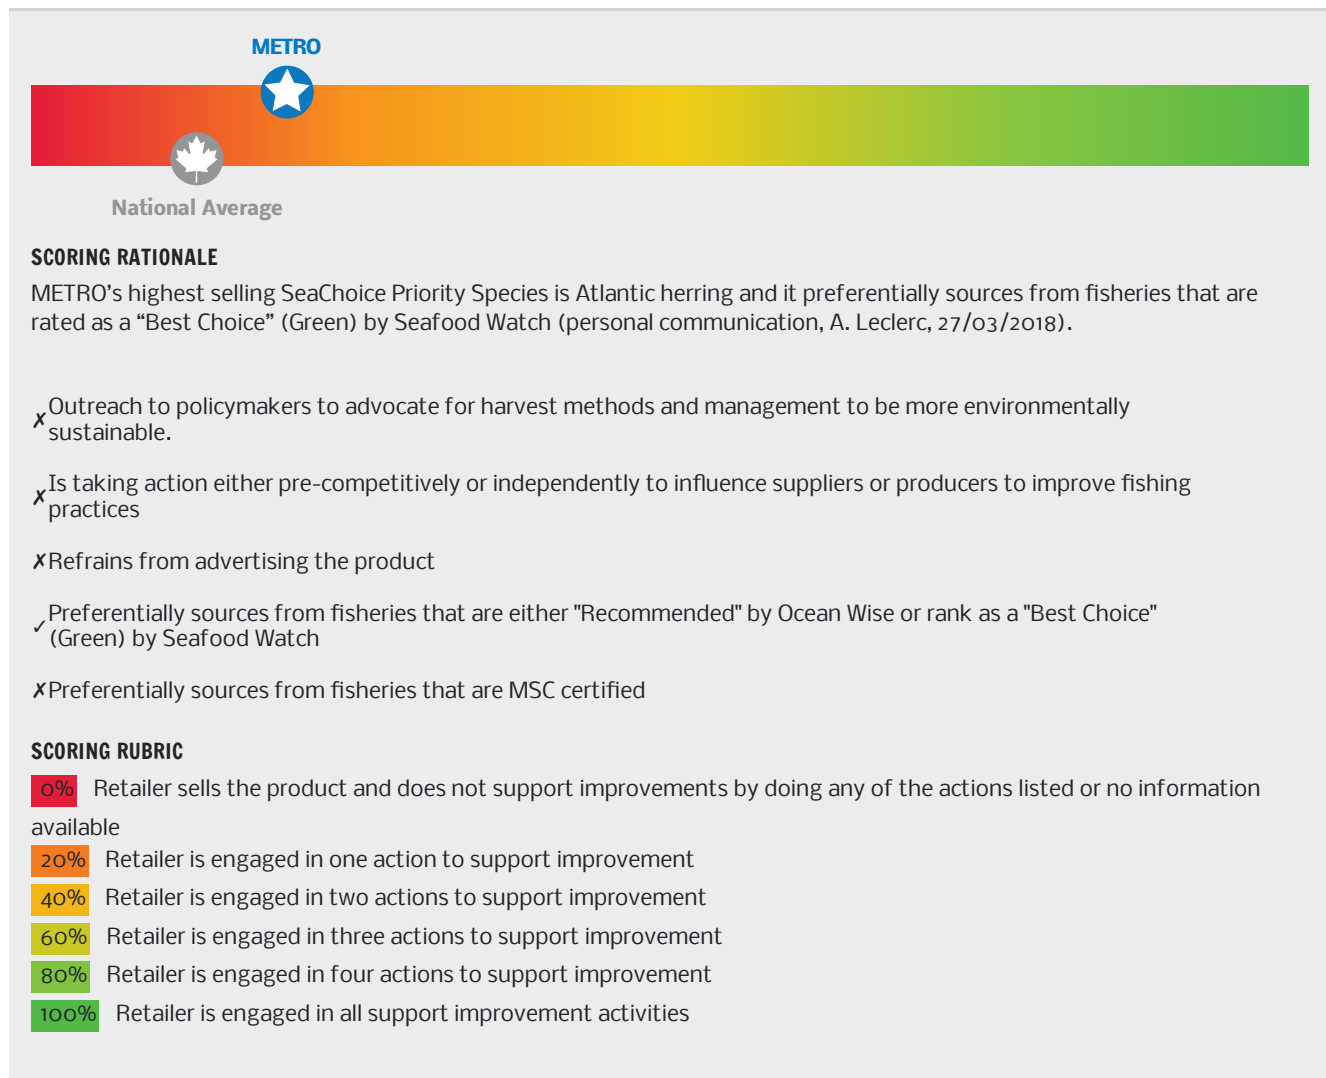 METRO
National Average
SCORING RATIONALE
METRO’s highest selling SeaChoice Priority Species is Atlantic herring and it preferentially sources from fisheries that are
rated as a “Best Choice” (Green) by Seafood Watch (personal communication, A. Leclerc, 27/03/2018).
✗Outreach to policymakers to advocate for harvest methods and management to be more environmentally
sustainable.
✗Is taking action either pre-competitively or independently to influence suppliers or producers to improve fishing
practices
✗Refrains from advertising the product
✓Preferentially sources from fisheries that are either "Recommended" by Ocean Wise or rank as a "Best Choice"
(Green) by Seafood Watch
✗Preferentially sources from fisheries that are MSC certified
SCORING RUBRIC
0% Retailer sells the product and does not support improvements by doing any of the actions listed or no information
available
20% Retailer is engaged in one action to support improvement
40% Retailer is engaged in two actions to support improvement
60% Retailer is engaged in three actions to support improvement
80% Retailer is engaged in four actions to support improvement
100% Retailer is engaged in all support improvement activities